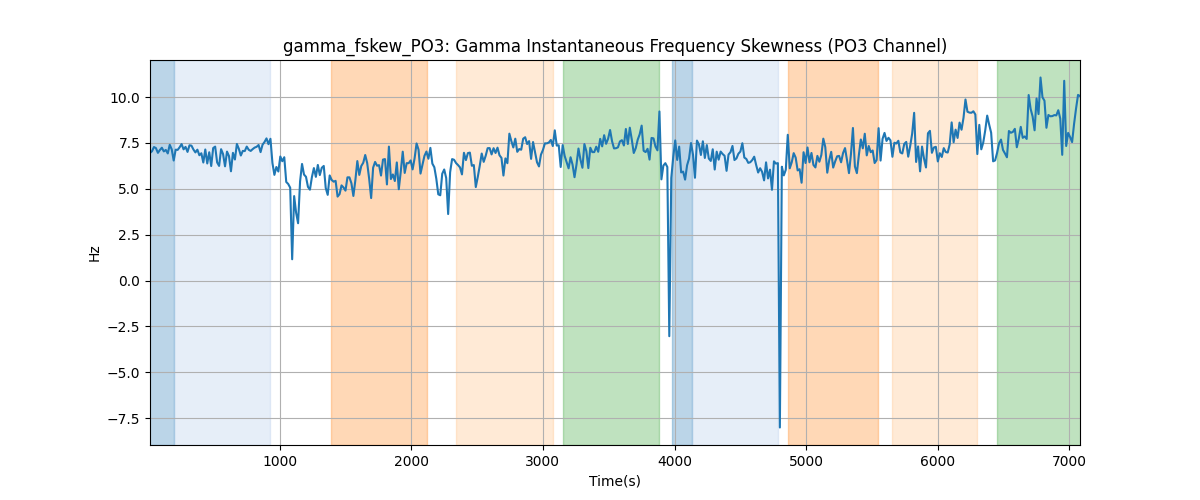 gamma_fskew_PO3: Gamma Instantaneous Frequency Skewness (PO3 Channel)
10.0
7.5
5.0
2.5
0.0
−2.5
−5.0
−7.5
Hz
1000 2000 3000 4000 5000 6000 7000
Time(s)